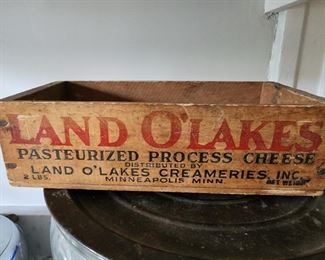 LAND O'LAKES
PASTEURIZED PROCESS CHEESE
DISTRIBUTED BY
LAND O'LAKES CREAMERIES, INC.
2 LBS. MINNEAPOLIS MINN. NET WEIGHT